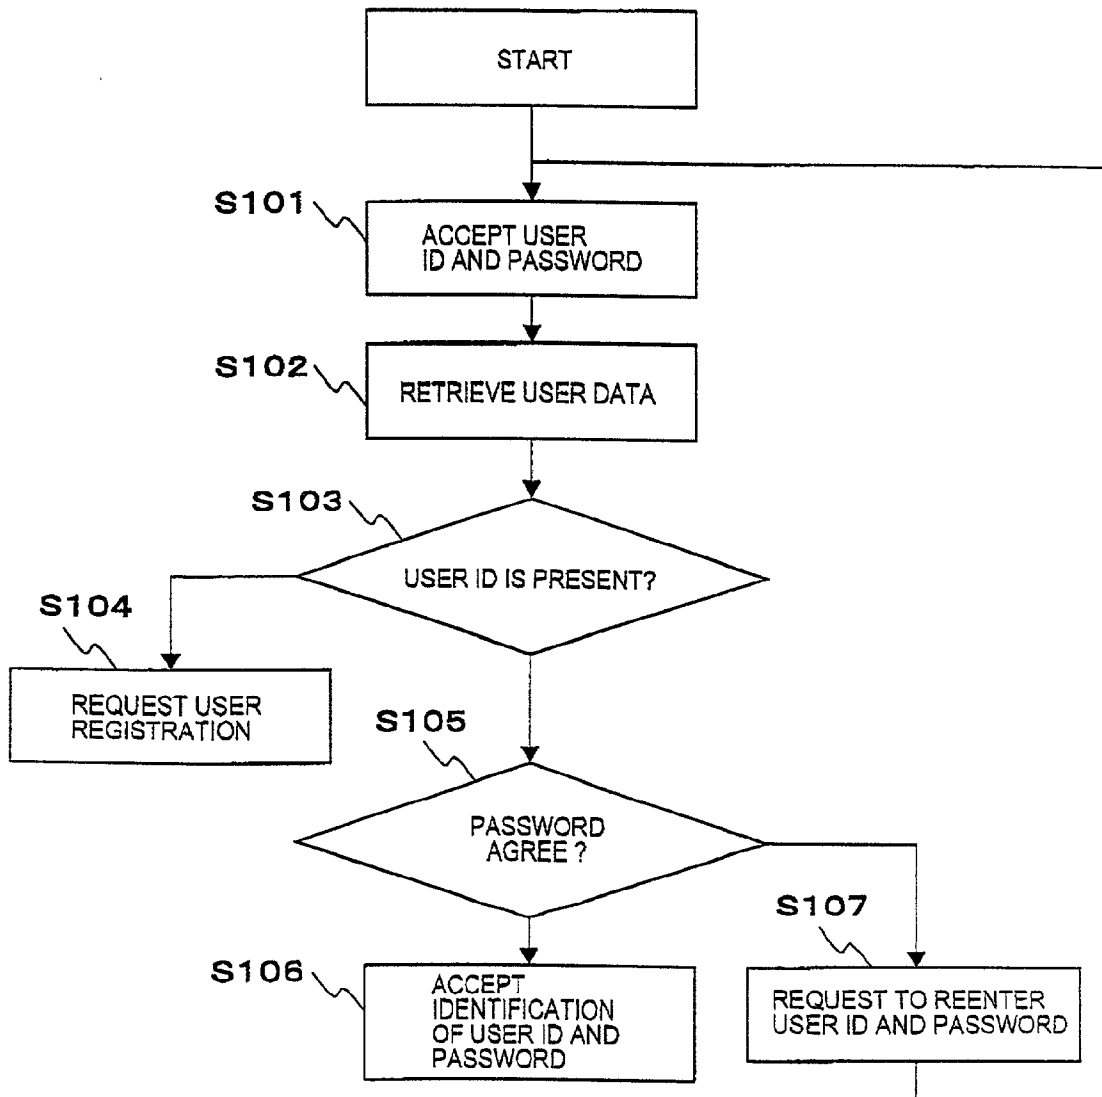 START
S101
ACCEPT USER
ID AND PASSWORD
S102
RETRIEVE USER DATA
S103
USER ID IS PRESENT?
S104
REQUEST USER
REGISTRATION
S105
PASSWORD
AGREE ?
S106
ACCEPT
IDENTIFICATION
OF USER ID AND
PASSWORD
S107
REQUEST TO REENTER
USER ID AND PASSWORD